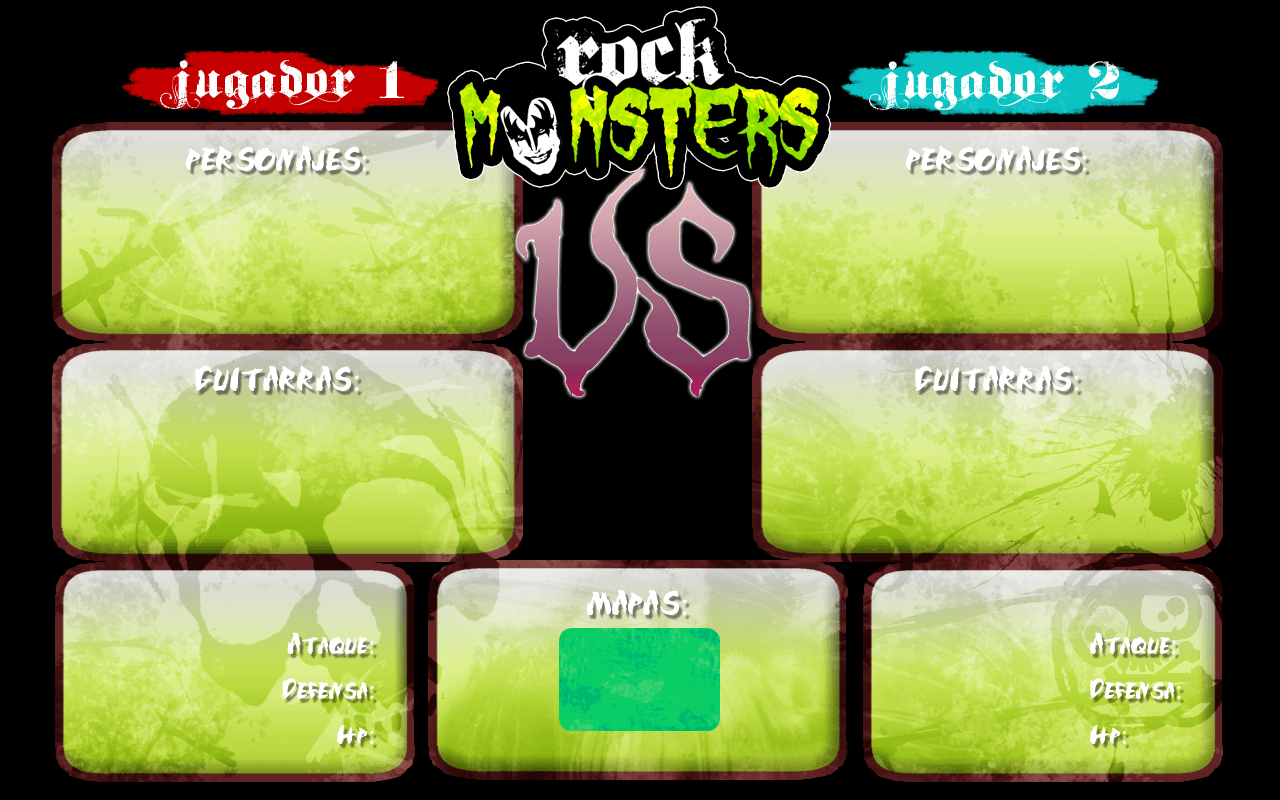 rock
MONSTERS
jugador 1
jugador 2
VS
PERSONAJES:
PERSONAJES:
GUITARRAS:
GUITARRAS:
ATAQUE:
DEFENSA:
HP:
MAPAS:
ATAQUE:
DEFENSA:
HP: